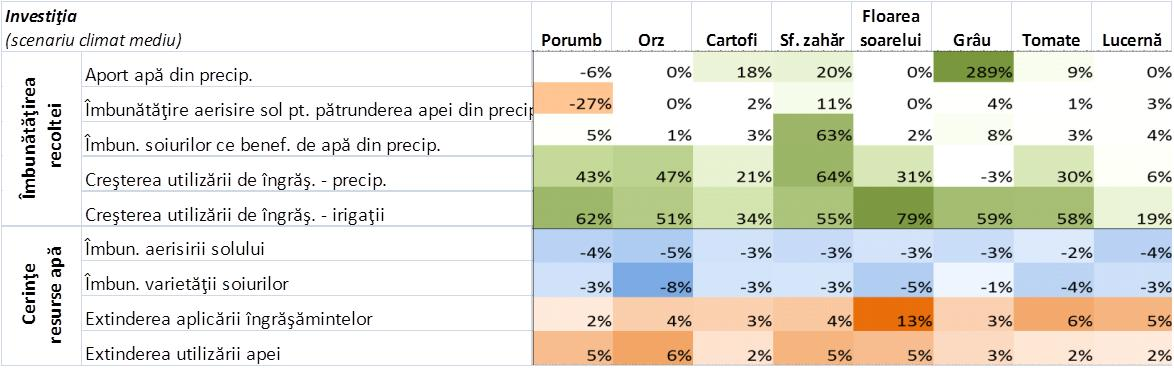 Investiţia
(scenariu climat mediu) Porumb Orz Cartofi Sf. zahăr Floarea soarelui Grâu Tomate Lucernă
Îmbunătăţirea recoltei
Aport apă din precip. -6% 0% 18% 20% 0% 289% 9% 0%
Îmbunătăţire aerisire sol pt. pătrunderea apei din precip -27% 0% 2% 11% 0% 4% 1% 3%
Îmbun. soiurilor ce benef. de apă din precip. 5% 1% 3% 63% 2% 8% 3% 4%
Creşterea utilizării de îngrăş. - precip. 43% 47% 21% 64% 31% -3% 30% 6%
Creşterea utilizării de îngrăş. - irigaţii 62% 51% 34% 55% 79% 59% 58% 19%
Cerinţe resurse apă
Îmbun. aerisirii solului -4% -5% -3% -3% -3% -3% -2% -4%
Îmbun. varietăţii soiurilor -3% -8% -3% -3% -5% -1% -4% -3%
Extinderea aplicării îngrăşămintelor 2% 4% 3% 4% 13% 3% 6% 5%
Extinderea utilizării apei 5% 6% 2% 5% 5% 3% 2% 2%